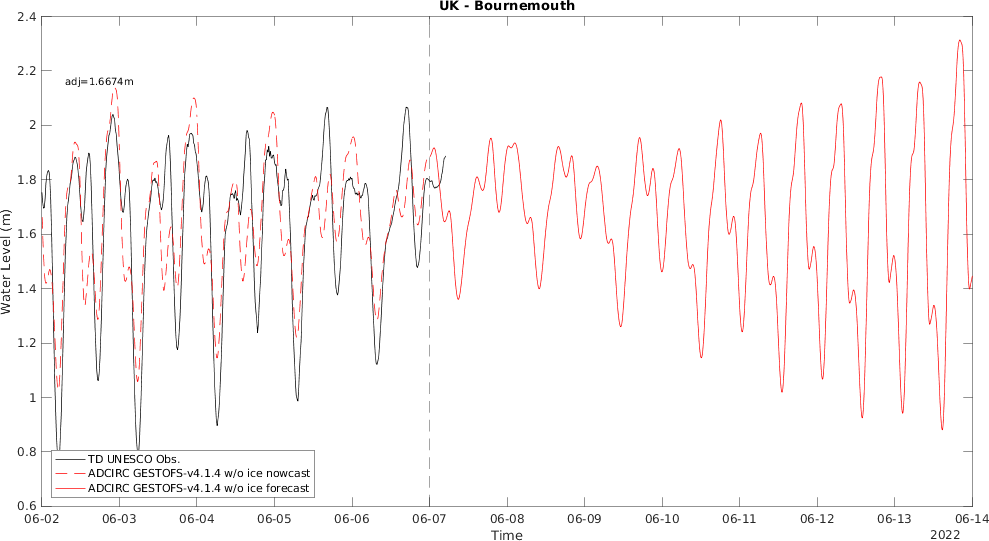 UK - Bournemouth
2.4
2.2
2
1.8
1.6
1.4
1.2
1
0.8
0.6
Water Level (m)
adj=1.6674m
TD UNESCO Obs.
ADCIRC GESTOFS-v4.1.4 w/o ice nowcast
ADCIRC GESTOFS-v4.1.4 w/o ice forecast
06-02 06-03 06-04 06-05 06-06 06-07 06-08 06-09 06-10 06-11 06-12 06-13 06-14
Time
2022